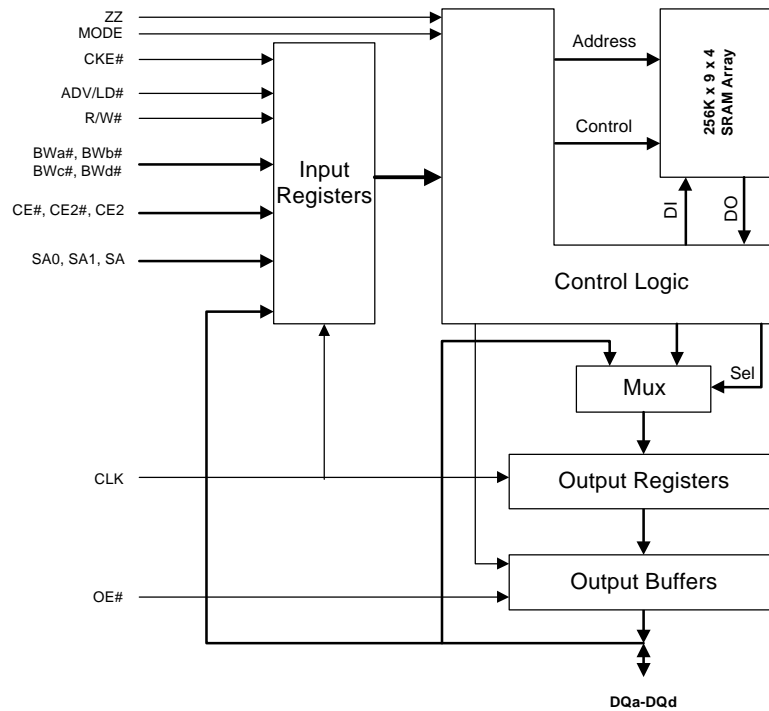 ZZ
MODE
CKE#
ADV/LD#
R/W#
BWa#, BWb#
BWc#, BWd#
CE#, CE2#, CE2
SA0, SA1, SA
CLK
OE#
Input
Registers
Address
Control
256K x 9 x 4
SRAM Array
DI
DO
Control Logic
Sel
Mux
Output Registers
Output Buffers
DQa-DQd